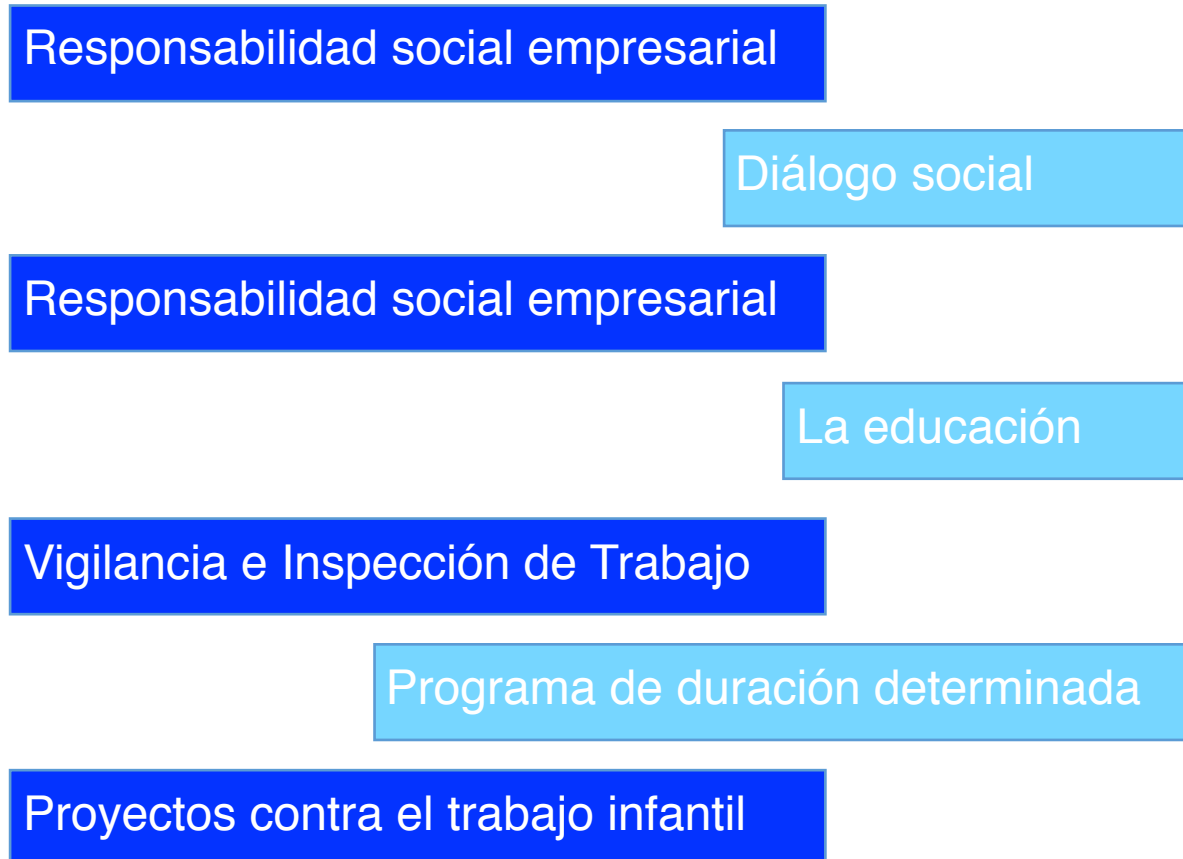 Responsabilidad social empresarial
Diálogo social
Responsabilidad social empresarial
La educación
Vigilancia e Inspección de Trabajo
Programa de duración determinada
Proyectos contra el trabajo infantil